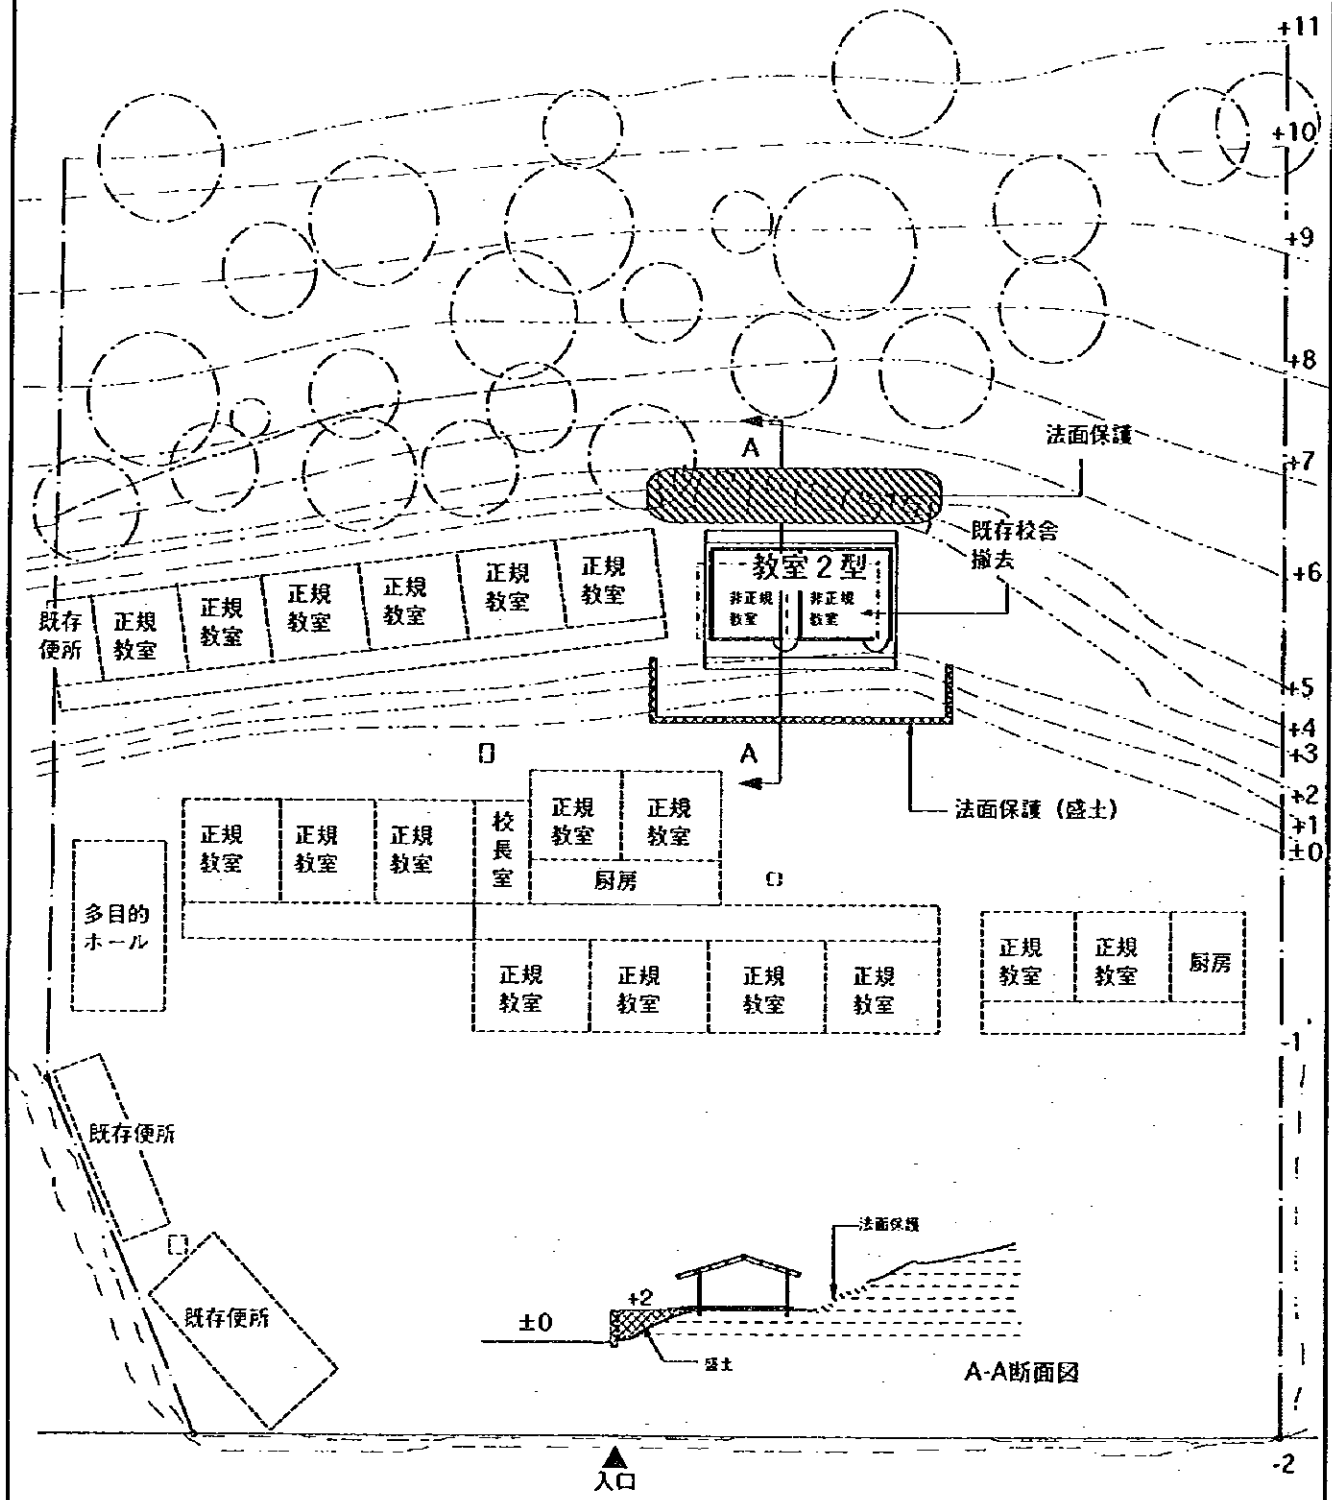 +11
+10
+9
+8
+7
+6
+5
+4
+3
+2
+1
±0
-1
-2
A
法面保護
既存校舎
撤去
教室2型
非正規
教室
非正規
教室
既存
便所
正規
教室
正規
教室
正規
教室
正規
教室
正規
教室
正規
教室
A
法面保護（盛土）
正規
教室
正規
教室
正規
教室
校
長
室
正規
教室
正規
教室
厨房
多目的
ホール
正規
教室
正規
教室
正規
教室
正規
教室
正規
教室
正規
教室
厨房
既存便所
既存便所
法面保護
+2
±0
盛土
A-A断面図
入口